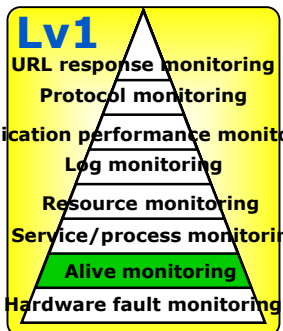 Lv1
URL response monitoring
Protocol monitoring
ication performance monito
Log monitoring
Resource monitoring
Service/process monitorin
Alive monitoring
Hardware fault monitoring